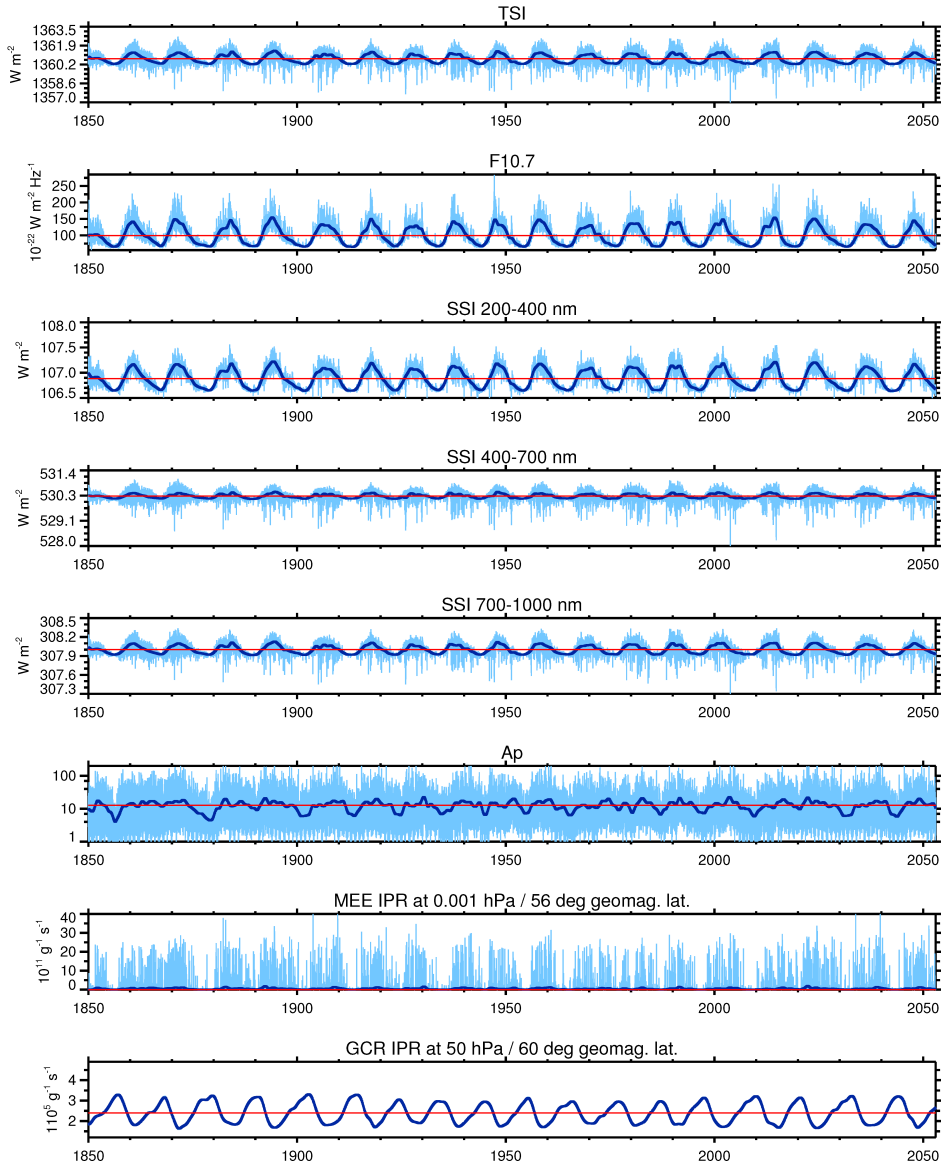 TSI
1363.5
1361.9
1360.2
1358.6
1357.0
W m-2
1850 1900 1950 2000 2050
F10.7
250
200
150
100
10-22 W m-2 Hz-1
1850 1900 1950 2000 2050
SSI 200-400 nm
108.0
107.5
107.0
106.5
W m-2
1850 1900 1950 2000 2050
SSI 400-700 nm
531.4
530.3
529.1
528.0
W m-2
1850 1900 1950 2000 2050
SSI 700-1000 nm
308.5
308.2
307.9
307.6
307.3
W m-2
1850 1900 1950 2000 2050
Ap
100
10
1
1850 1900 1950 2000 2050
MEE IPR at 0.001 hPa / 56 deg geomag. lat.
40
30
20
10
0
1011 g-1 s-1
1850 1900 1950 2000 2050
GCR IPR at 50 hPa / 60 deg geomag. lat.
4
3
2
1105 g-1 s-1
1850 1900 1950 2000 2050